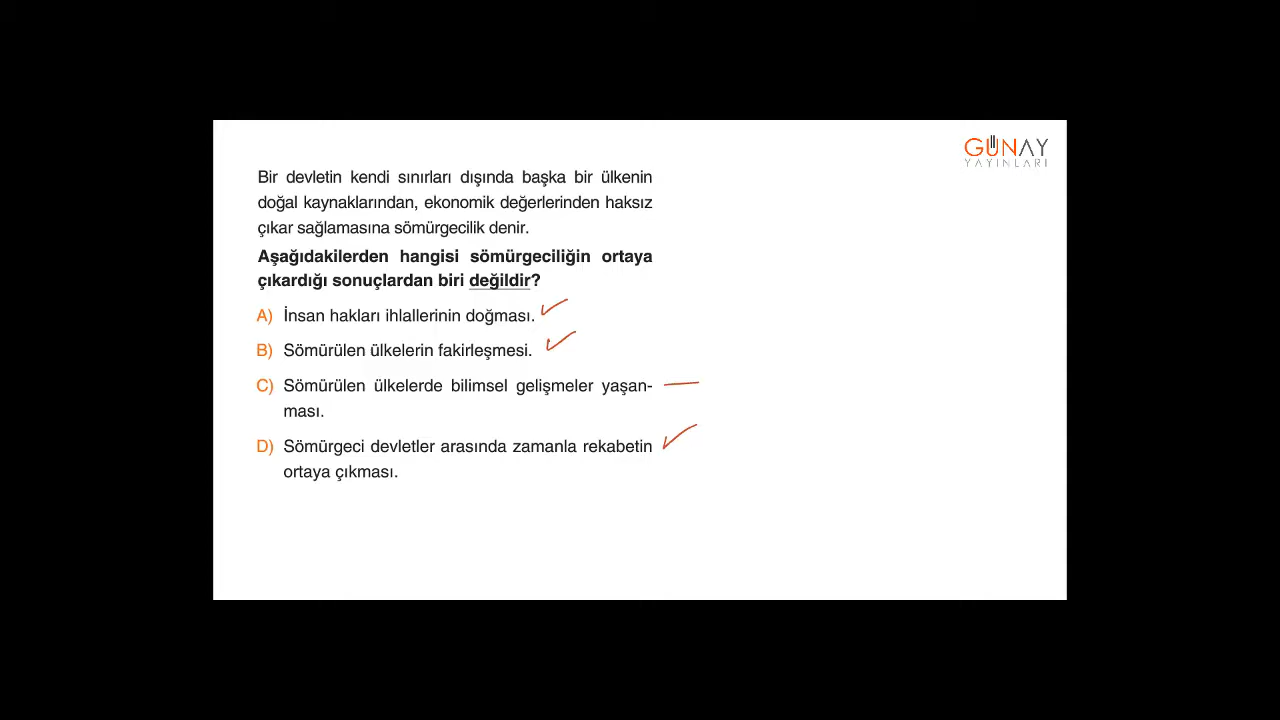 GÜNAY
YAYINLARI
Bir devletin kendi sınırları dışında başka bir ülkenin
doğal kaynaklarından, ekonomik değerlerinden haksız
çıkar sağlamasına sömürgecilik denir.
Aşağıdakilerden hangisi sömürgeciliğin ortaya
çıkardığı sonuçlardan biri değildir?
A) İnsan hakları ihlallerinin doğması.
B) Sömürülen ülkelerin fakirleşmesi.
C) Sömürülen ülkelerde bilimsel gelişmeler yaşan-
ması.
D) Sömürgeci devletler arasında zamanla rekabetin
ortaya çıkması.